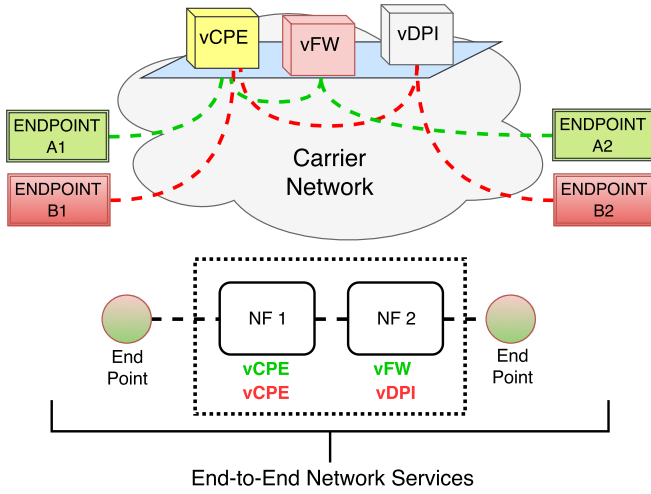 vCPE
vFW
vDPI
ENDPOINT
A1
ENDPOINT
A2
Carrier
Network
ENDPOINT
B1
ENDPOINT
B2
NF 1
NF 2
End
Point
End
Point
vCPE
vFW
vCPE
vDPI
End-to-End Network Services